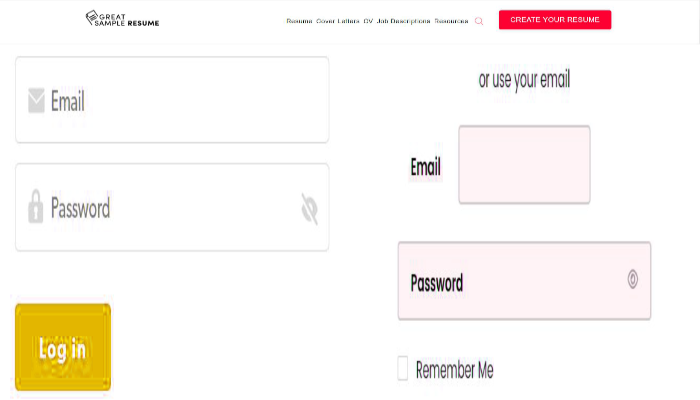 GREAT
SAMPLE RESUME
Resume Cover Letters CV Job Descriptions Resources
CREATE YOUR RESUME
Email
Password
Log in
or use your email
Email
Password
Remember Me